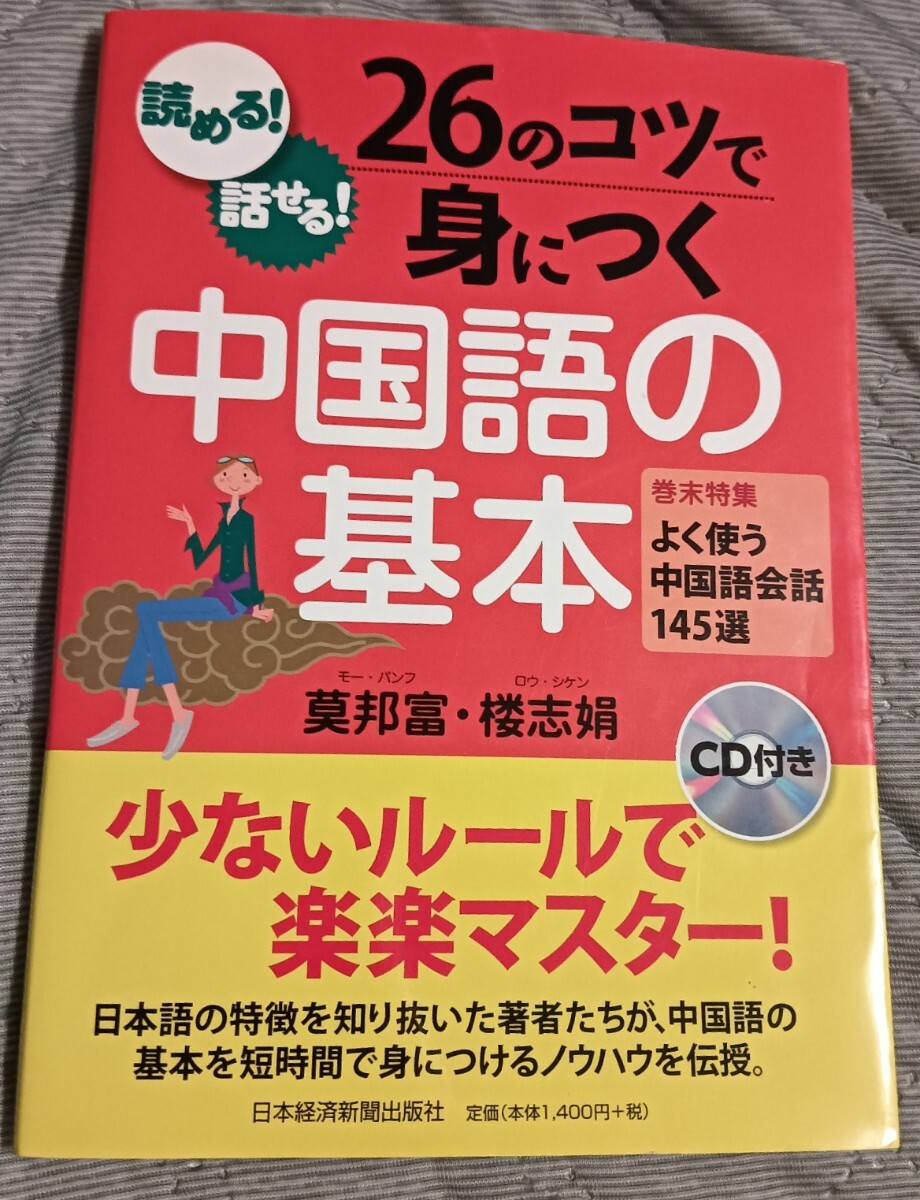 読める!
話せる!
26のコツで
身につく
中国語の
基本
巻末特集
よく使う
中国語会話
145選
モー・バンフ
ロウ・シケン
莫邦富・楼志娟
CD付き
少ないルールで
楽楽マスター!
日本語の特徴を知り抜いた著者たちが、中国語の
基本を短時間で身につけるノウハウを伝授。
日本経済新聞出版社 定価(本体1,400円+税)